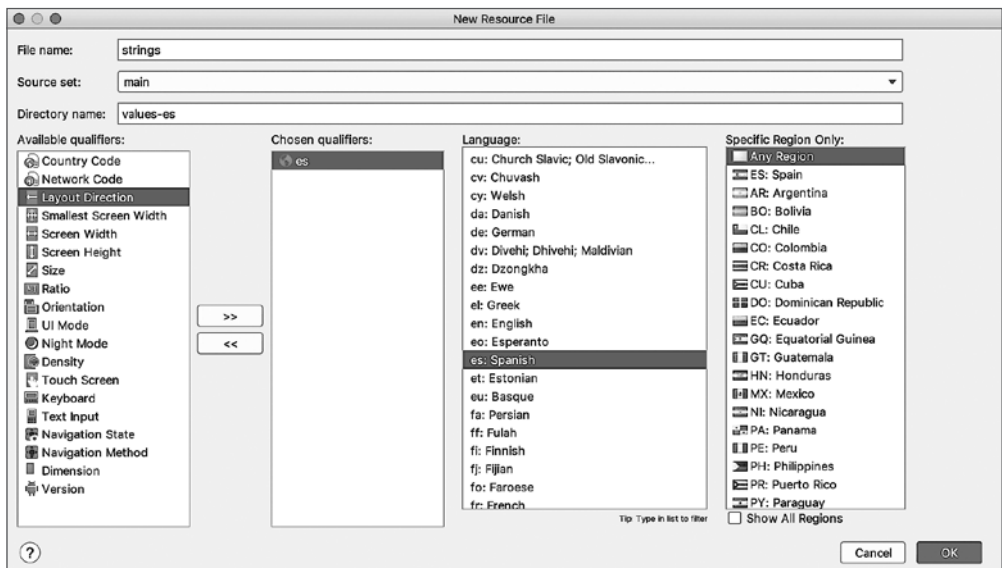 New Resource File
File name: strings
Source set: main
Directory name: values-es
Available qualifiers:
Country Code
Network Code
Layout Direction
Smallest Screen Width
Screen Width
Screen Height
Size
Ratio
Orientation
UI Mode
Night Mode
Density
Touch Screen
Keyboard
Text Input
Navigation State
Navigation Method
Dimension
Version
>>
<<
Chosen qualifiers:
es
Language:
cu: Church Slavic; Old Slavonic...
cv: Chuvash
cy: Welsh
da: Danish
de: German
dv: Divehi; Dhivehi; Maldivian
dz: Dzongkha
ee: Ewe
el: Greek
en: English
eo: Esperanto
es: Spanish
et: Estonian
eu: Basque
fa: Persian
ff: Fulah
fi: Finnish
fj: Fijian
fo: Faroese
fr: French
Tip: Type in list to filter
Specific Region Only:
Any Region
ES: Spain
AR: Argentina
BO: Bolivia
CL: Chile
CO: Colombia
CR: Costa Rica
CU: Cuba
DO: Dominican Republic
EC: Ecuador
GQ: Equatorial Guinea
GT: Guatemala
HN: Honduras
MX: Mexico
NI: Nicaragua
PA: Panama
PE: Peru
PH: Philippines
PR: Puerto Rico
PY: Paraguay
Show All Regions
?
Cancel
OK